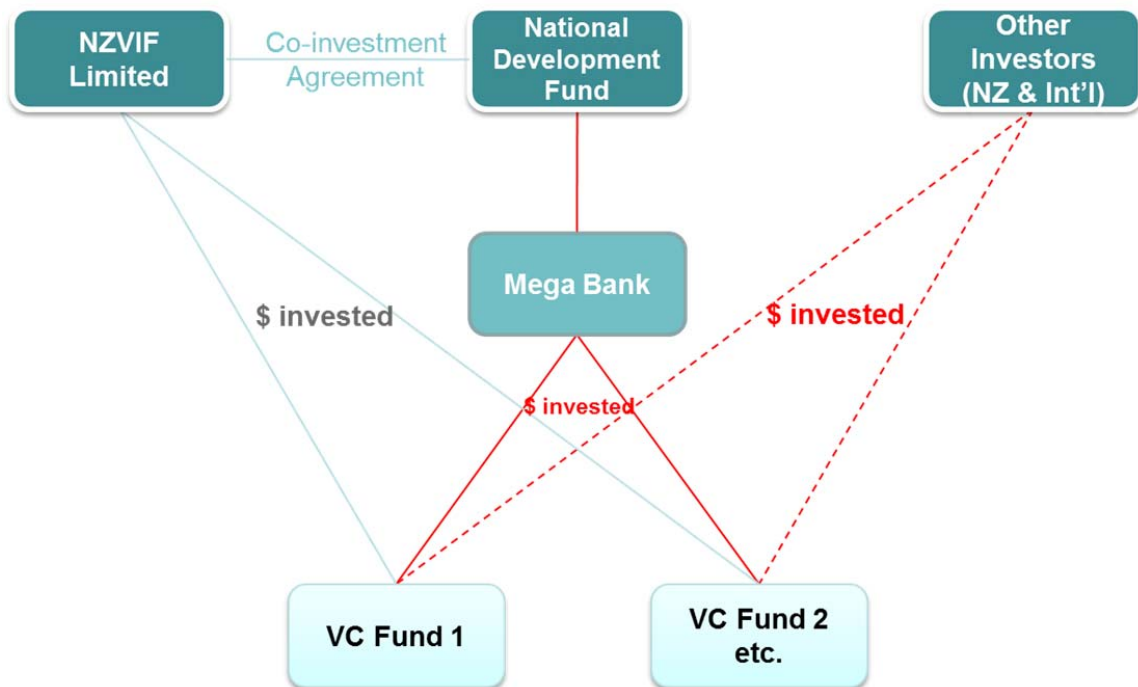 NZVIF
Limited
Co-investment
Agreement
National
Development
Fund
Other
Investors
(NZ & Int'l)
Mega Bank
$ invested
$ invested
$ invested
VC Fund 1
VC Fund 2
etc.